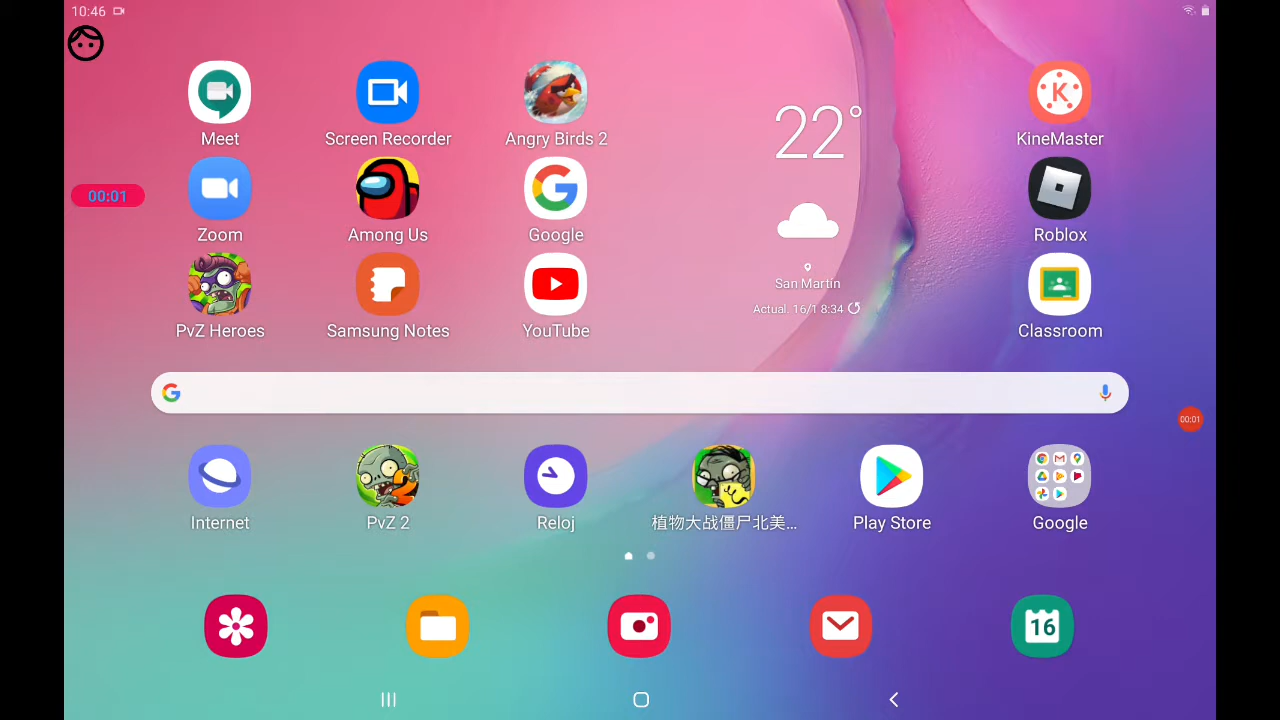 10:46
Meet
Screen Recorder
Angry Birds 2
22°
K
KineMaster
00:01
Zoom
Among Us
Google
Roblox
San Martín
Actual. 16/1 8:34
PvZ Heroes
Samsung Notes
YouTube
Classroom
00:01
Internet
PvZ 2
Reloj
植物大战僵尸北美...
Play Store
Google
16